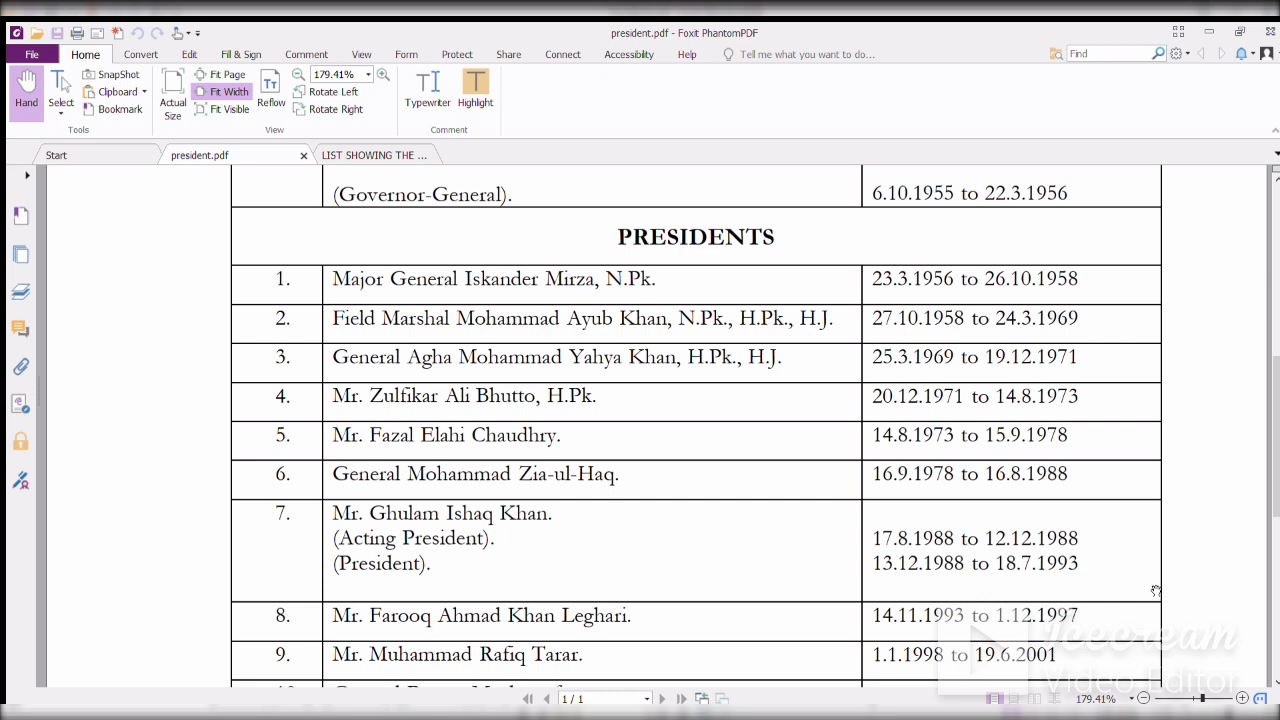 president.pdf - Foxit PhantomPDF
File Home Convert Edit Fill & Sign Comment View Form Protect Share Connect Accessibility Help Tell me what you want to do... Find
Hand
Select
SnapShot
Clipboard
Bookmark
Tools
Actual
Size
Fit Page
Fit Width
Fit Visible
Reflow
179.41%
Rotate Left
Rotate Right
View
Typewriter
Highlight
Comment
Start president.pdf LIST SHOWING THE ...
(Governor-General). 6.10.1955 to 22.3.1956
PRESIDENTS
1. Major General Iskander Mirza, N.Pk. 23.3.1956 to 26.10.1958
2. Field Marshal Mohammad Ayub Khan, N.Pk., H.Pk., H.J. 27.10.1958 to 24.3.1969
3. General Agha Mohammad Yahya Khan, H.Pk., H.J. 25.3.1969 to 19.12.1971
4. Mr. Zulfikar Ali Bhutto, H.Pk. 20.12.1971 to 14.8.1973
5. Mr. Fazal Elahi Chaudhry. 14.8.1973 to 15.9.1978
6. General Mohammad Zia-ul-Haq. 16.9.1978 to 16.8.1988
7. Mr. Ghulam Ishaq Khan.
(Acting President). 17.8.1988 to 12.12.1988
(President). 13.12.1988 to 18.7.1993
8. Mr. Farooq Ahmad Khan Leghari. 14.11.1993 to 1.12.1997
9. Mr. Muhammad Rafiq Tarar. 1.1.1998 to 19.6.2001
Icecream
Video Editor
1 / 1
179.41%